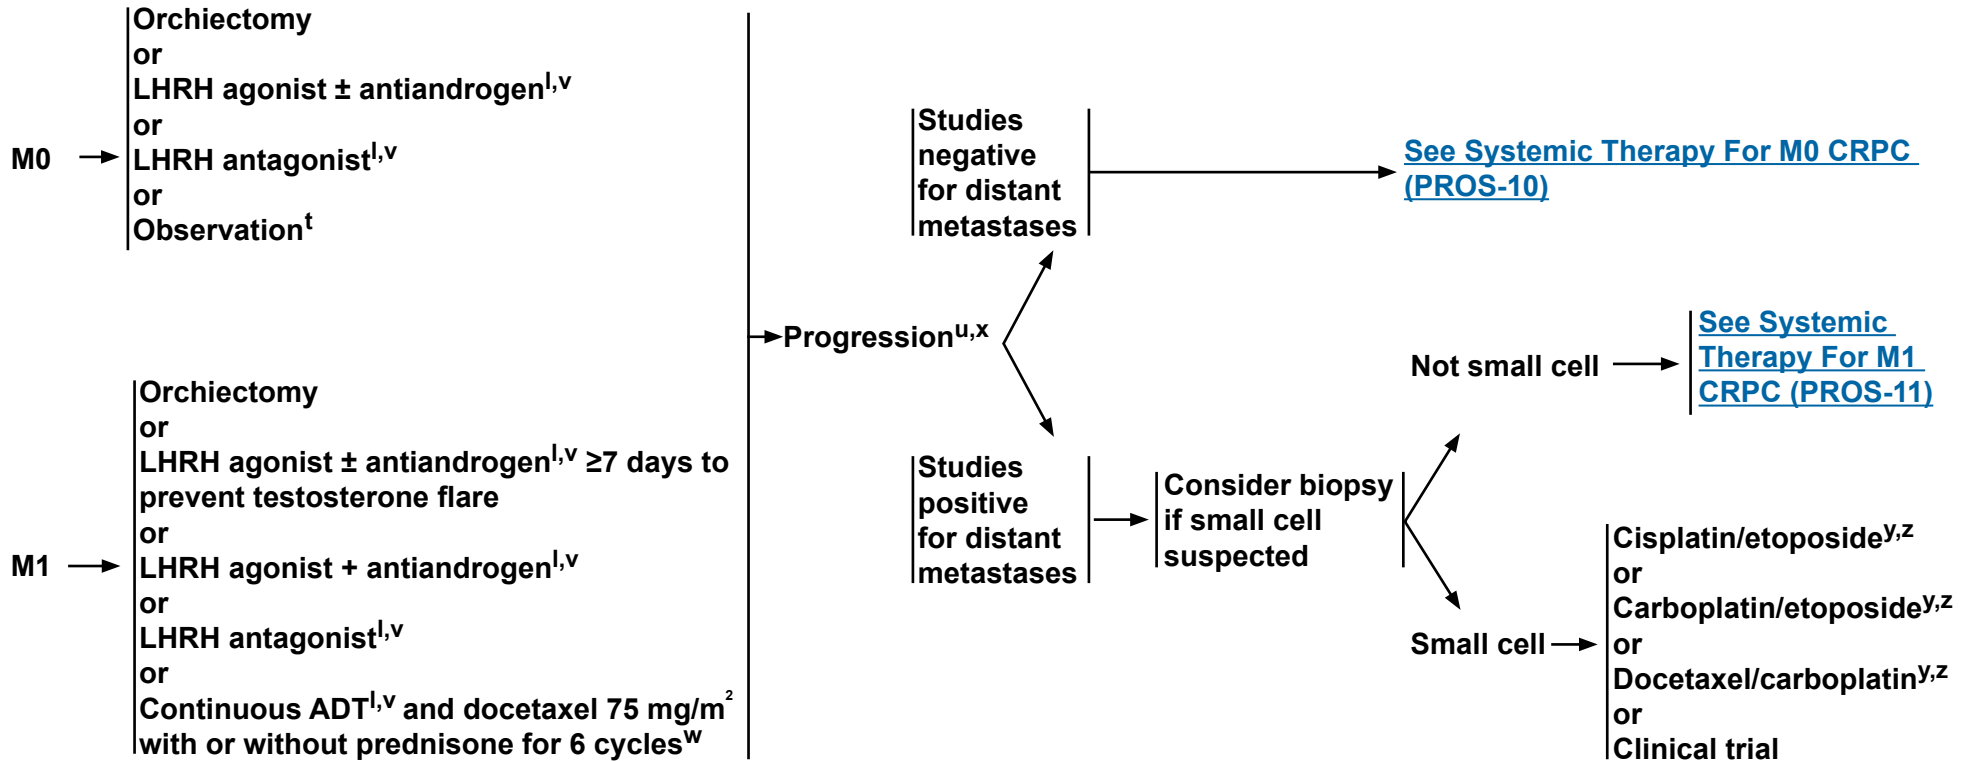 M0
Orchiectomy
or
LHRH agonist ± antiandrogenˡ,ᵛ
or
LHRH antagonistˡ,ᵛ
or
Observationᵗ
M1
Orchiectomy
or
LHRH agonist ± antiandrogenˡ,ᵛ ≥7 days to
prevent testosterone flare
or
LHRH agonist + antiandrogenˡ,ᵛ
or
LHRH antagonistˡ,ᵛ
or
Continuous ADTˡ,ᵛ and docetaxel 75 mg/m²
with or without prednisone for 6 cyclesʷ
Progressionᵘ,ˣ
Studies
negative
for distant
metastases
See Systemic Therapy For M0 CRPC
(PROS-10)
Studies
positive
for distant
metastases
Consider biopsy
if small cell
suspected
Not small cell
See Systemic
Therapy For M1
CRPC (PROS-11)
Small cell
Cisplatin/etoposideʸ,ᶻ
or
Carboplatin/etoposideʸ,ᶻ
or
Docetaxel/carboplatinʸ,ᶻ
or
Clinical trial